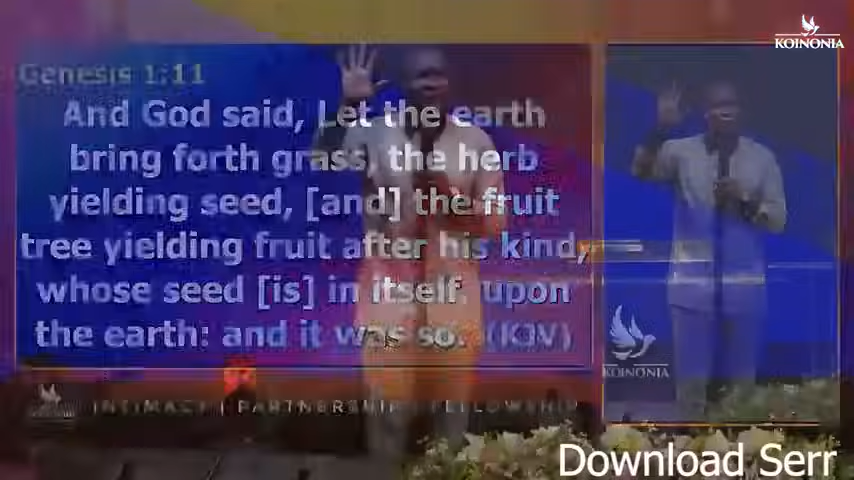 KOINONIA
Genesis 1:11
And God said, Let the earth
bring forth grass, the herb
yielding seed, [and] the fruit
tree yielding fruit after his kind,
whose seed [is] in itself, upon
the earth: and it was so. (KJV)
KOINONIA
INTIMACY | PARTNERSHIP | FELLOWSHIP
Download Serr